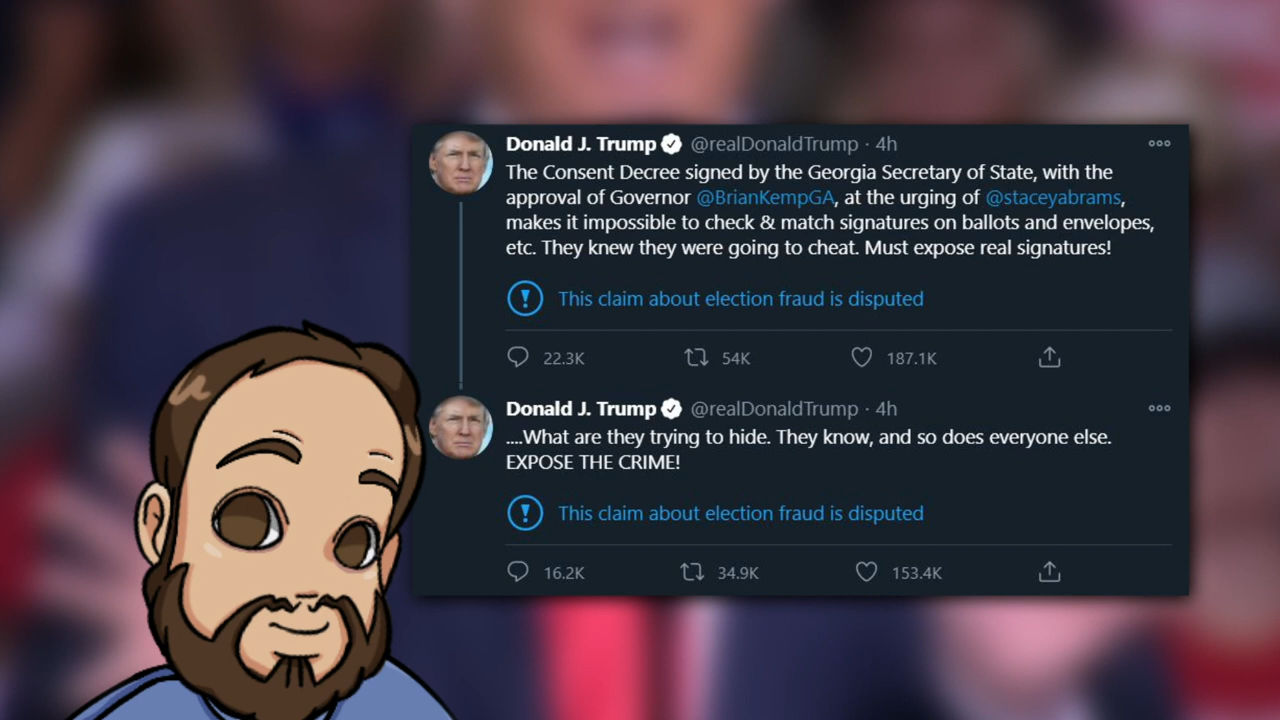 Donald J. Trump @realDonaldTrump · 4h
The Consent Decree signed by the Georgia Secretary of State, with the
approval of Governor @BrianKempGA, at the urging of @staceyabrams,
makes it impossible to check & match signatures on ballots and envelopes,
etc. They knew they were going to cheat. Must expose real signatures!
This claim about election fraud is disputed
22.3K 54K 187.1K
Donald J. Trump @realDonaldTrump · 4h
....What are they trying to hide. They know, and so does everyone else.
EXPOSE THE CRIME!
This claim about election fraud is disputed
16.2K 34.9K 153.4K